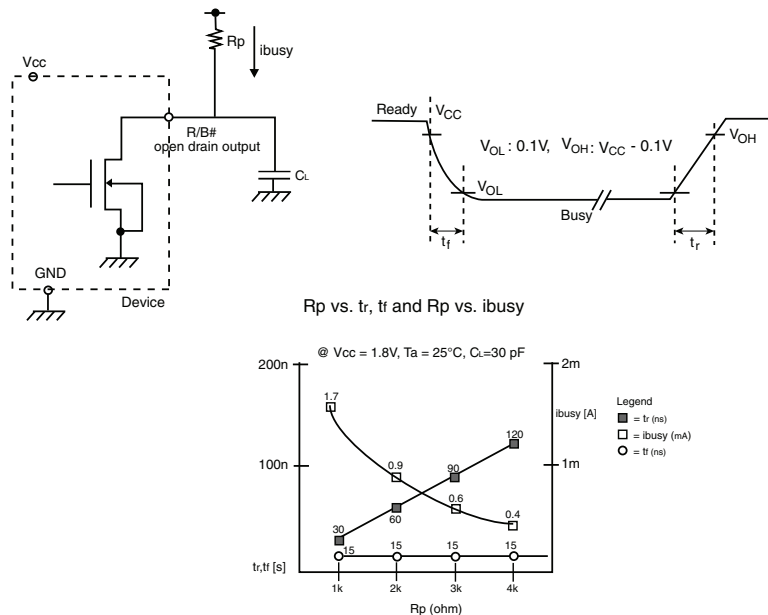 Rp
ibusy
Vcc
R/B#
open drain output
CL
GND
Device
Ready
VCC
VOL : 0.1V, VOH : VCC - 0.1V
VOH
VOL
Busy
tf
tr
Rp vs. tr, tf and Rp vs. ibusy
@ Vcc = 1.8V, Ta = 25°C, CL=30 pF
200n
2m
1.7
ibusy [A]
Legend
= tr (ns)
= ibusy (mA)
= tf (ns)
120
100n
0.9
90
1m
0.6
0.4
60
30
15
15
15
15
tr,tf [s]
1k
2k
3k
4k
Rp (ohm)